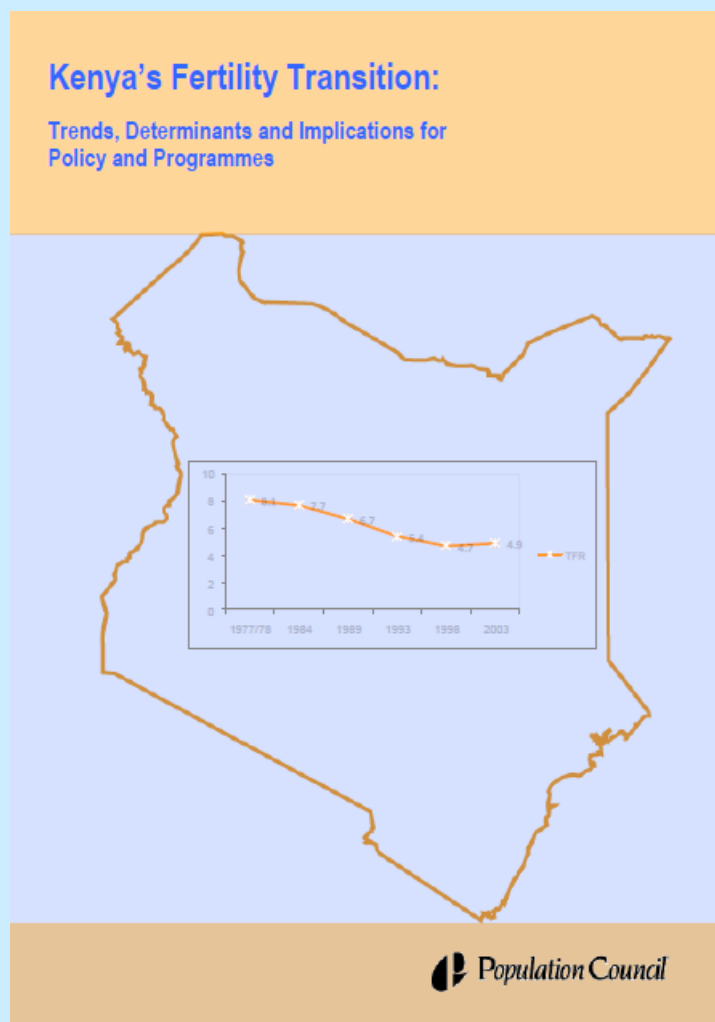 Kenya's Fertility Transition:
Trends, Determinants and Implications for
Policy and Programmes
10
8
6
4
2
0
8.1
7.7
6.7
5.4
4.7
4.9
TFR
1977/78 1984 1989 1993 1998 2003
Population Council